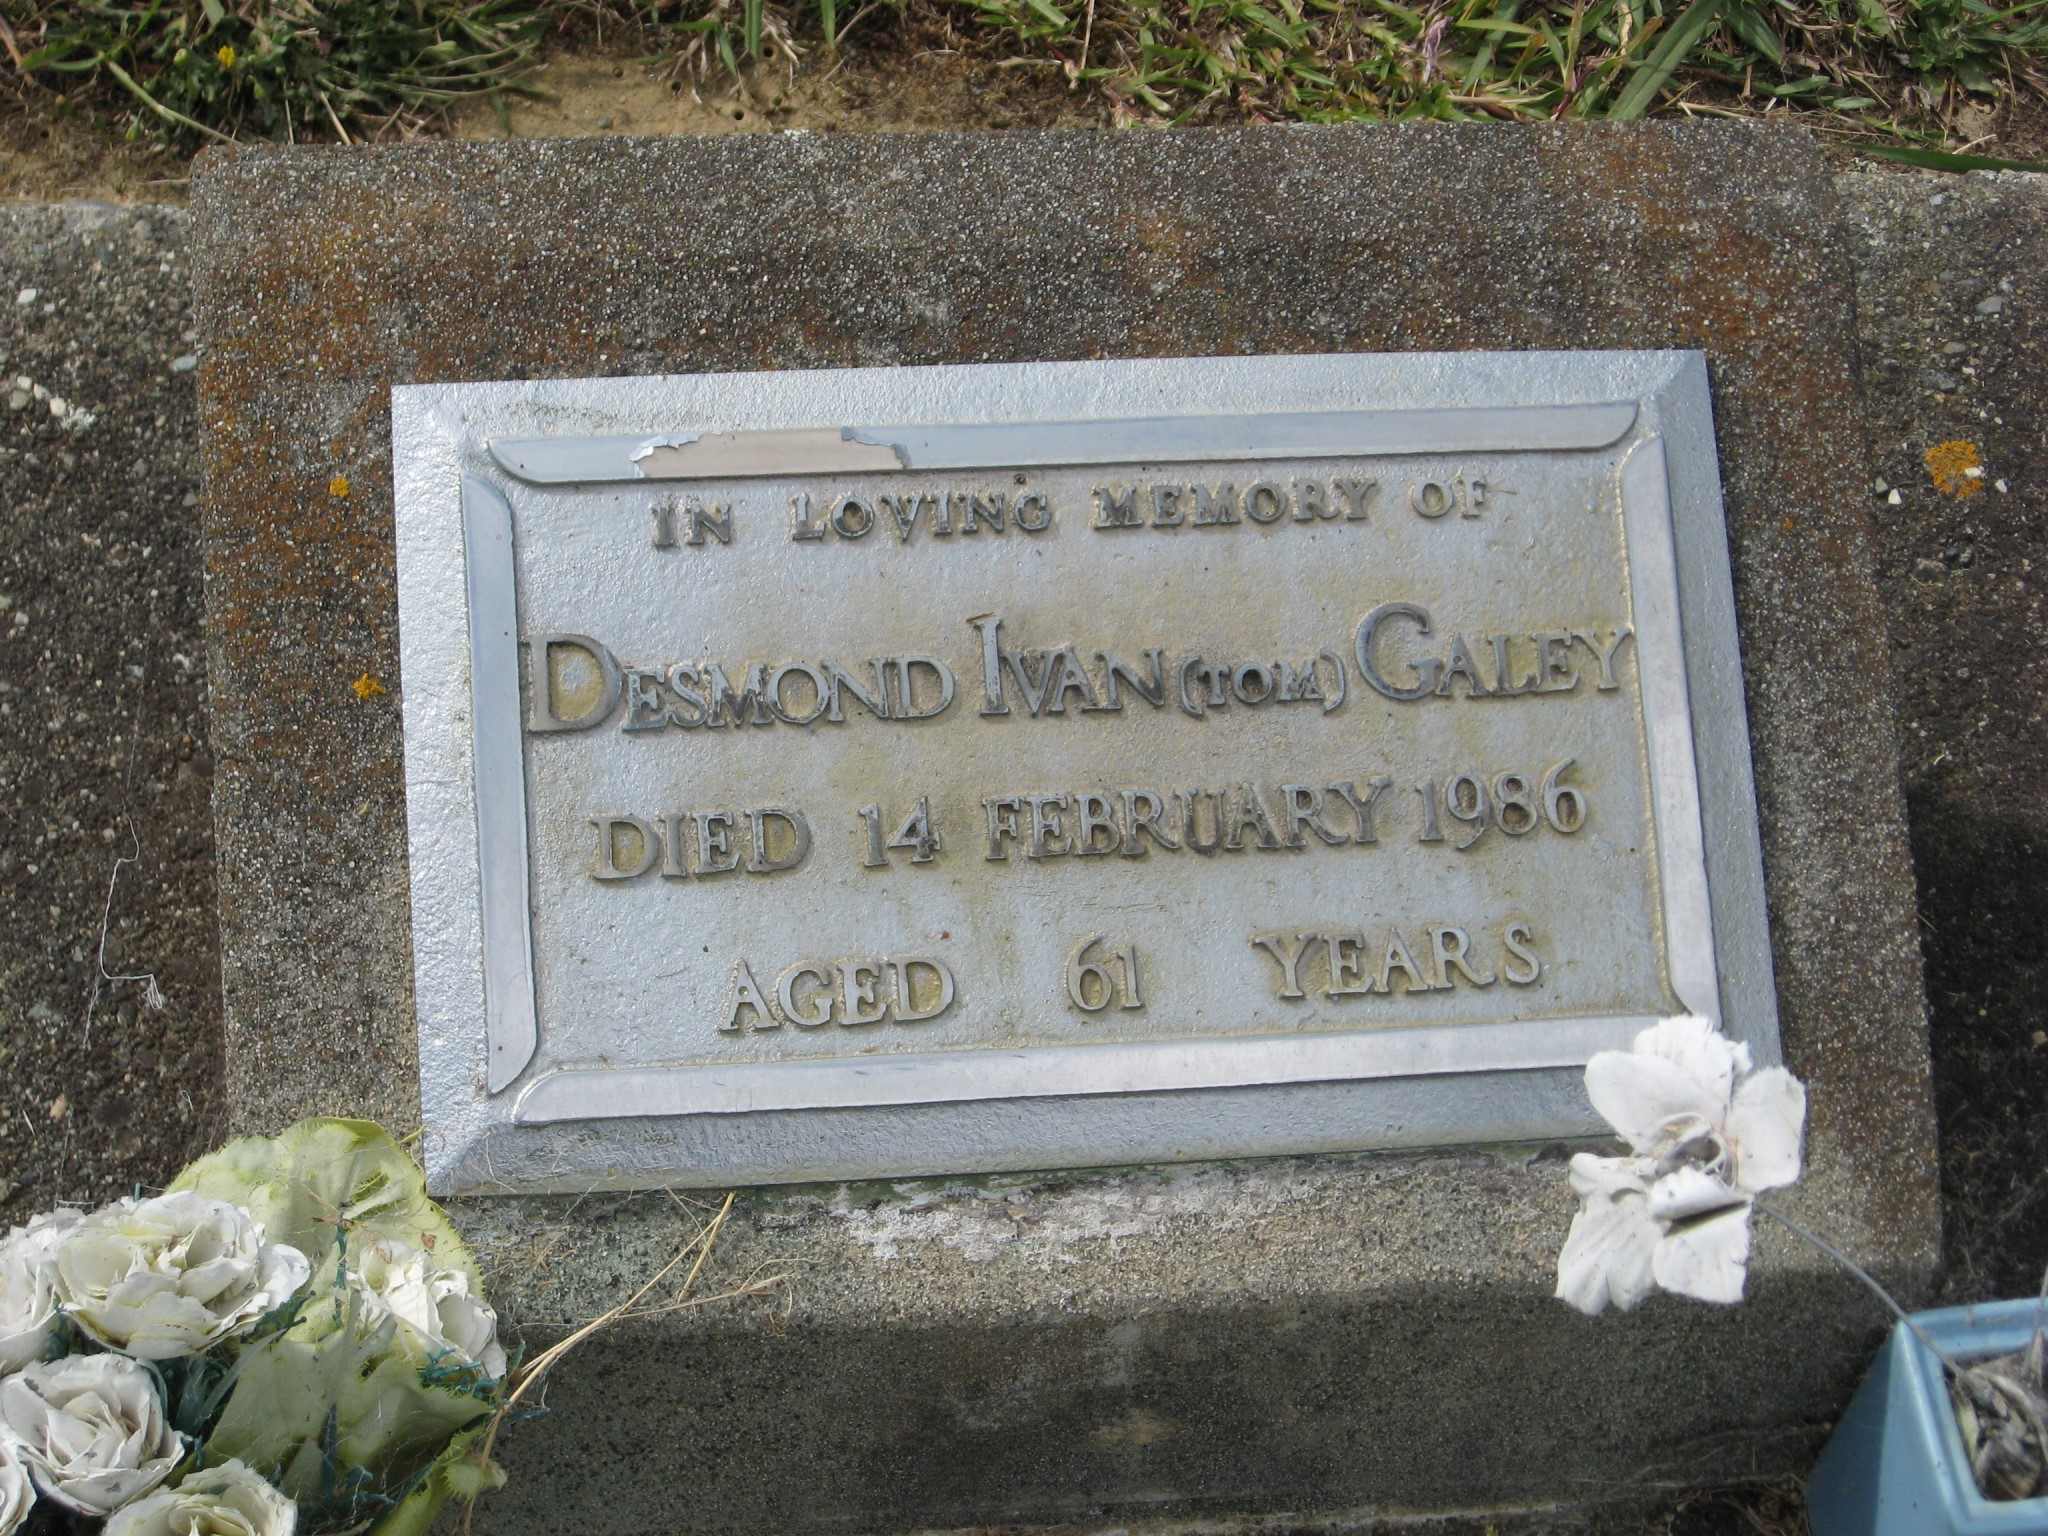 IN LOVING MEMORY OF
DESMOND IVAN (TOM) GALEY
DIED 14 FEBRUARY 1986
AGED 61 YEARS